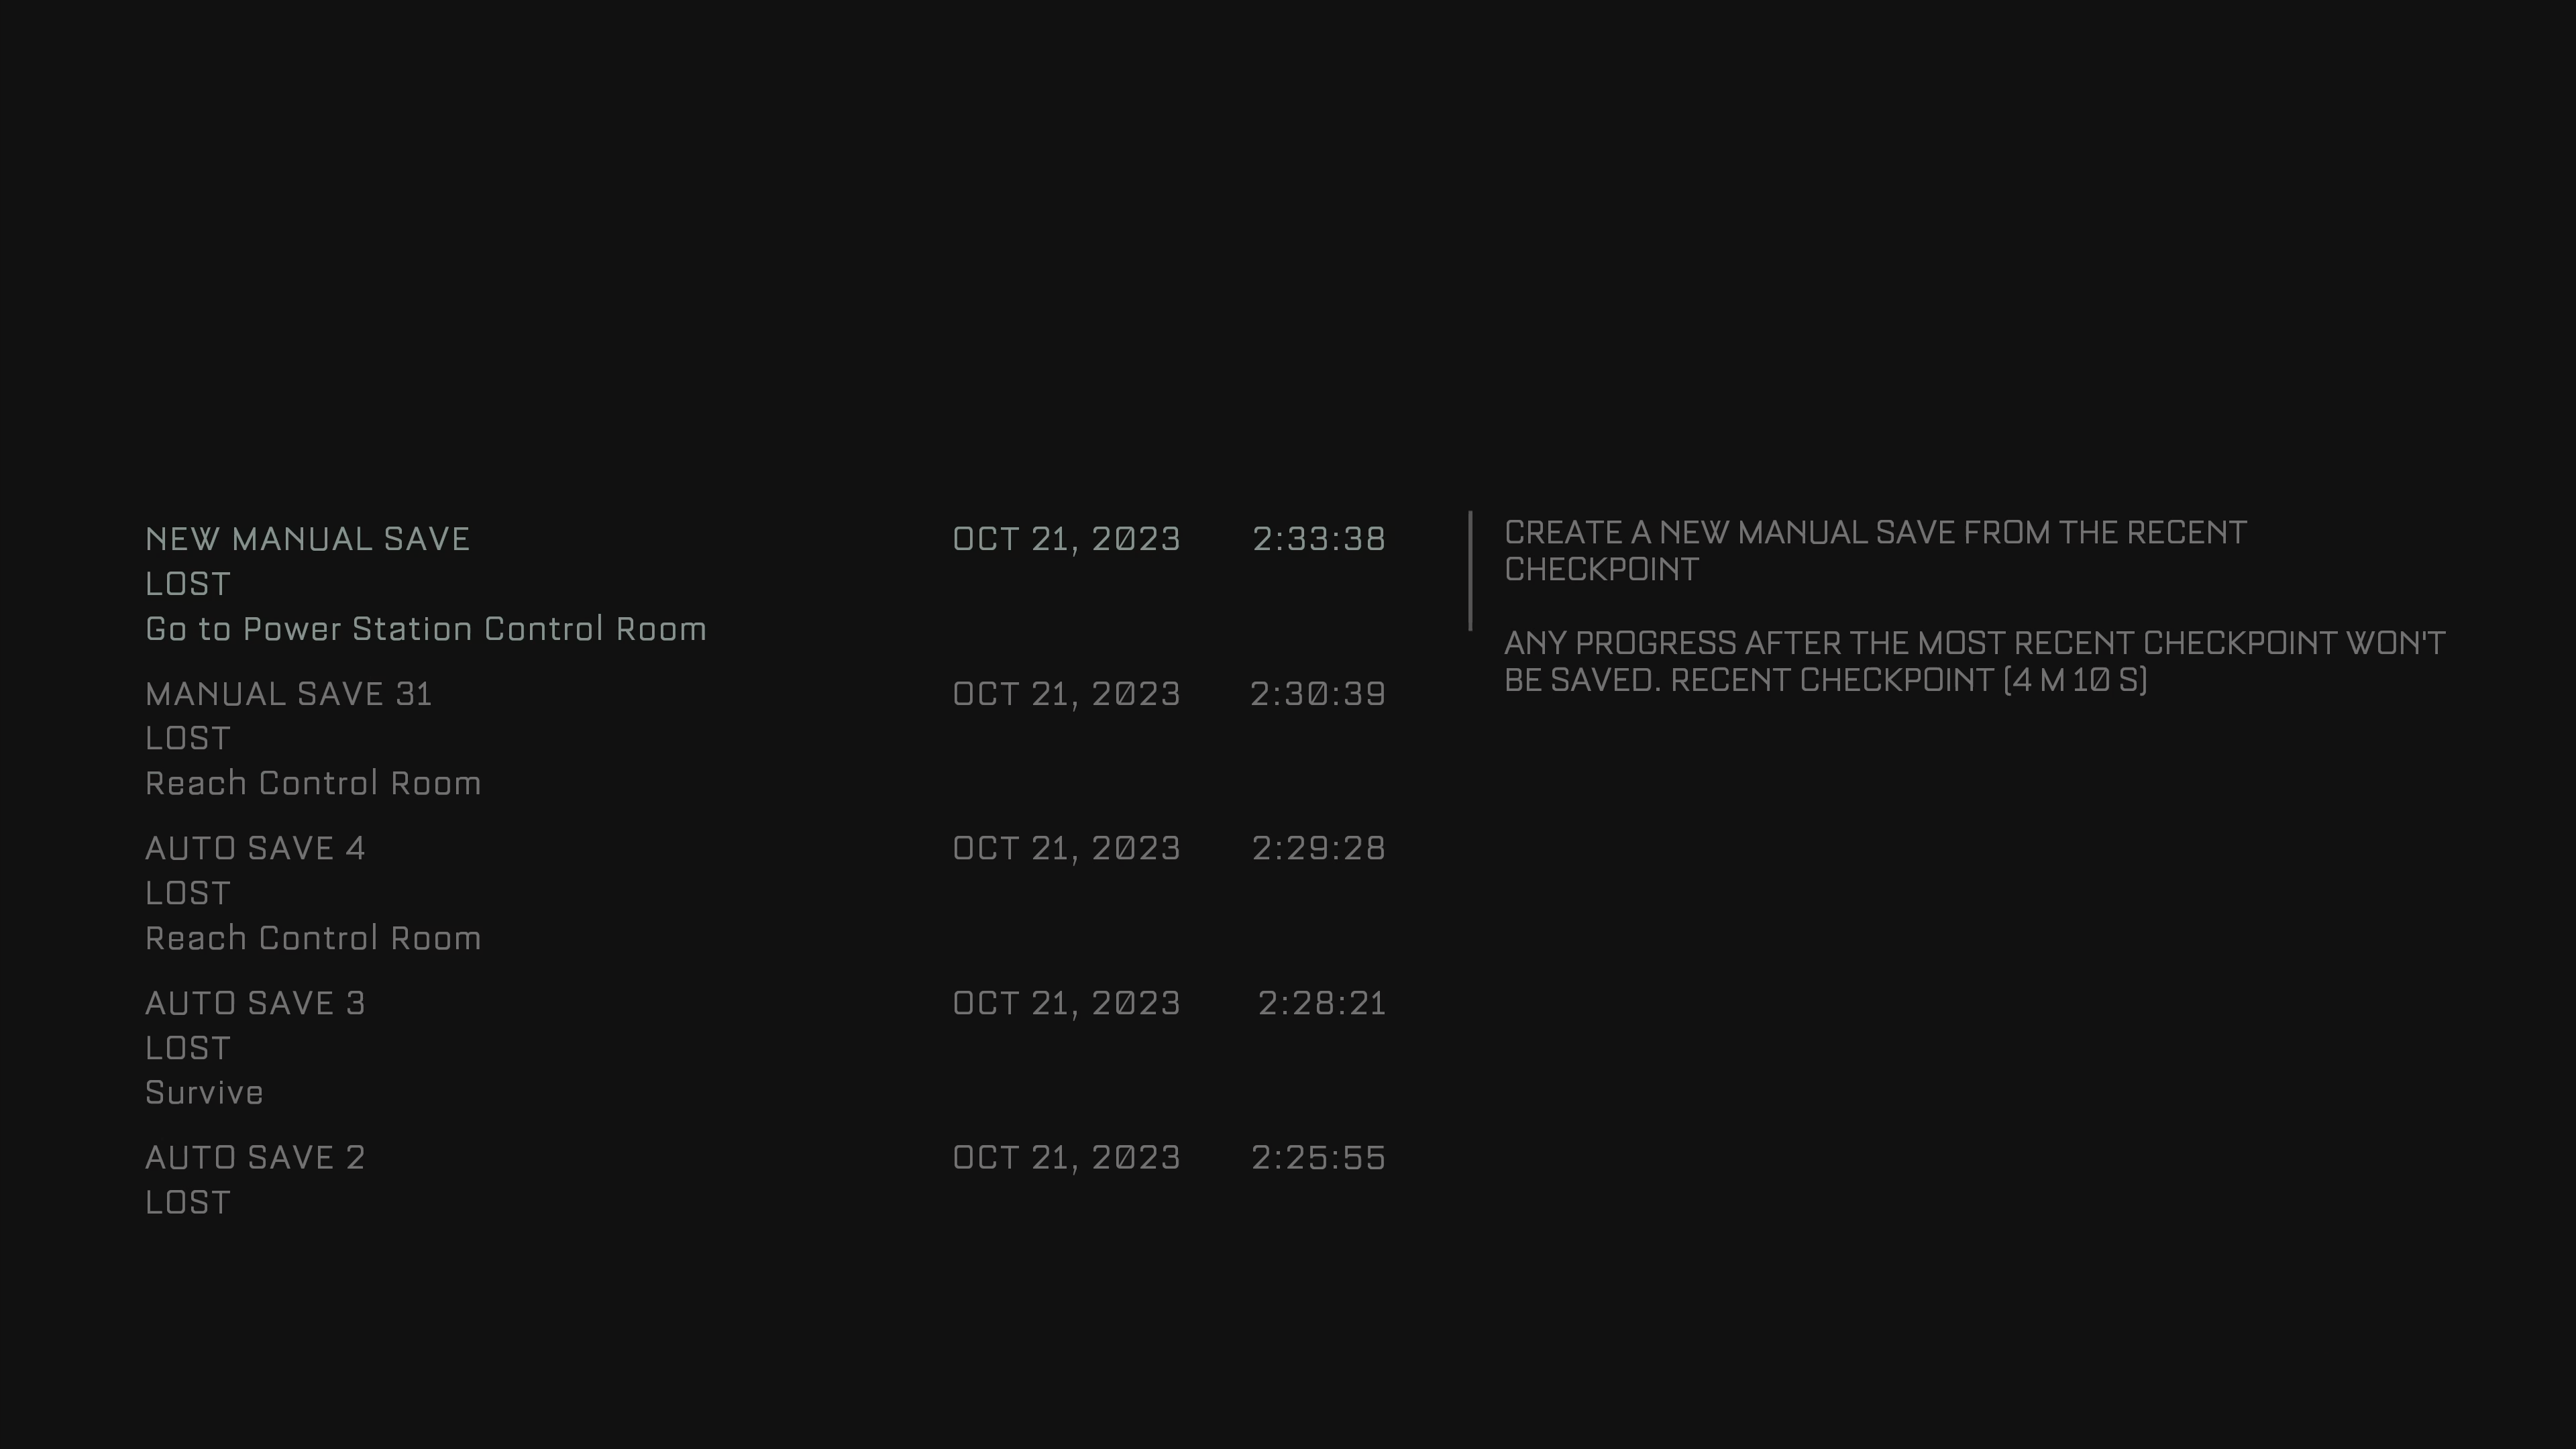 NEW MANUAL SAVE OCT 21, 2023 2:33:38
LOST
Go to Power Station Control Room
MANUAL SAVE 31 OCT 21, 2023 2:30:39
LOST
Reach Control Room
AUTO SAVE 4 OCT 21, 2023 2:29:28
LOST
Reach Control Room
AUTO SAVE 3 OCT 21, 2023 2:28:21
LOST
Survive
AUTO SAVE 2 OCT 21, 2023 2:25:55
LOST
CREATE A NEW MANUAL SAVE FROM THE RECENT
CHECKPOINT
ANY PROGRESS AFTER THE MOST RECENT CHECKPOINT WON'T
BE SAVED. RECENT CHECKPOINT (4 M 10 S)